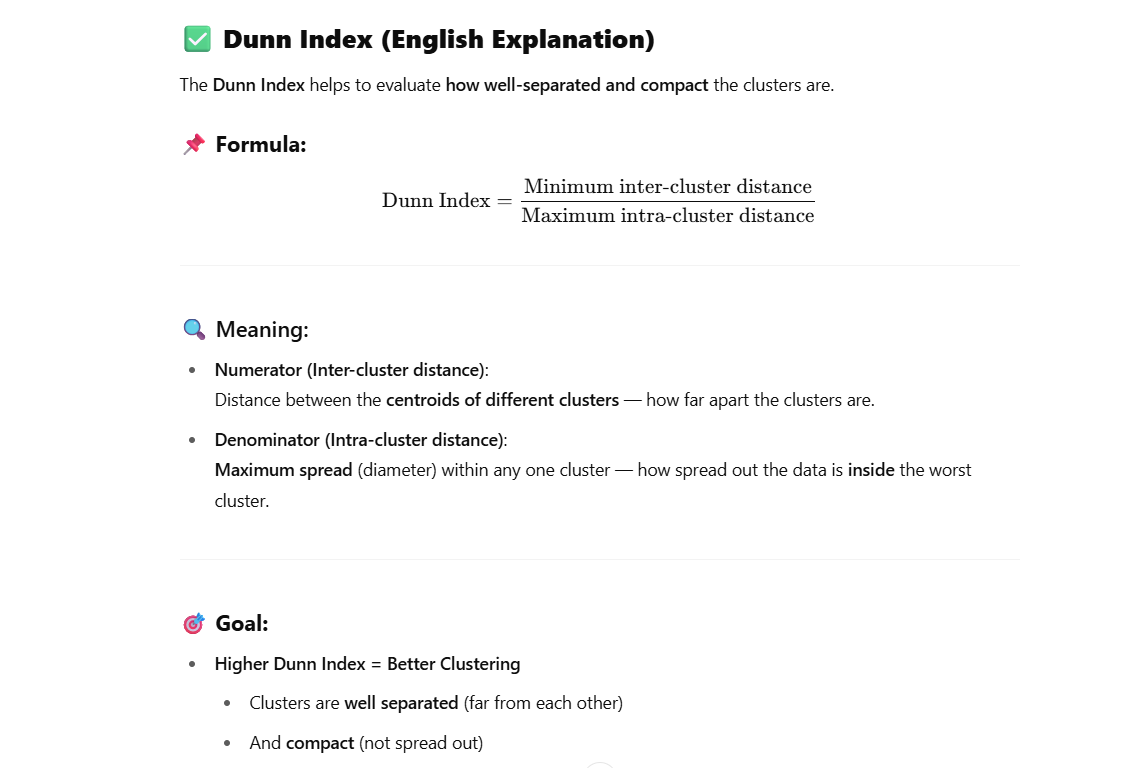 ✅ Dunn Index (English Explanation)
The Dunn Index helps to evaluate how well-separated and compact the clusters are.
📌 Formula:
Dunn Index = Minimum inter-cluster distance / Maximum intra-cluster distance
🔍 Meaning:
• Numerator (Inter-cluster distance):
Distance between the centroids of different clusters — how far apart the clusters are.
• Denominator (Intra-cluster distance):
Maximum spread (diameter) within any one cluster — how spread out the data is inside the worst
cluster.
🎯 Goal:
• Higher Dunn Index = Better Clustering
• Clusters are well separated (far from each other)
• And compact (not spread out)